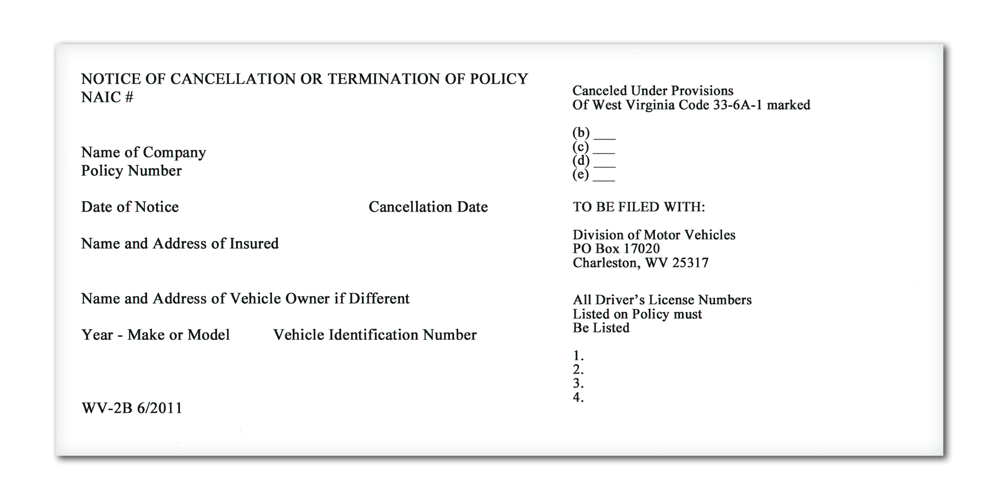 NOTICE OF CANCELLATION OR TERMINATION OF POLICY
NAIC #
Name of Company
Policy Number
Date of Notice
Cancellation Date
Name and Address of Insured
Name and Address of Vehicle Owner if Different
Year - Make or Model
Vehicle Identification Number
WV-2B 6/2011
Canceled Under Provisions
Of West Virginia Code 33-6A-1 marked
(b) ___
(c) ___
(d) ___
(e) ___
TO BE FILED WITH:
Division of Motor Vehicles
PO Box 17020
Charleston, WV 25317
All Driver’s License Numbers
Listed on Policy must
Be Listed
1.
2.
3.
4.